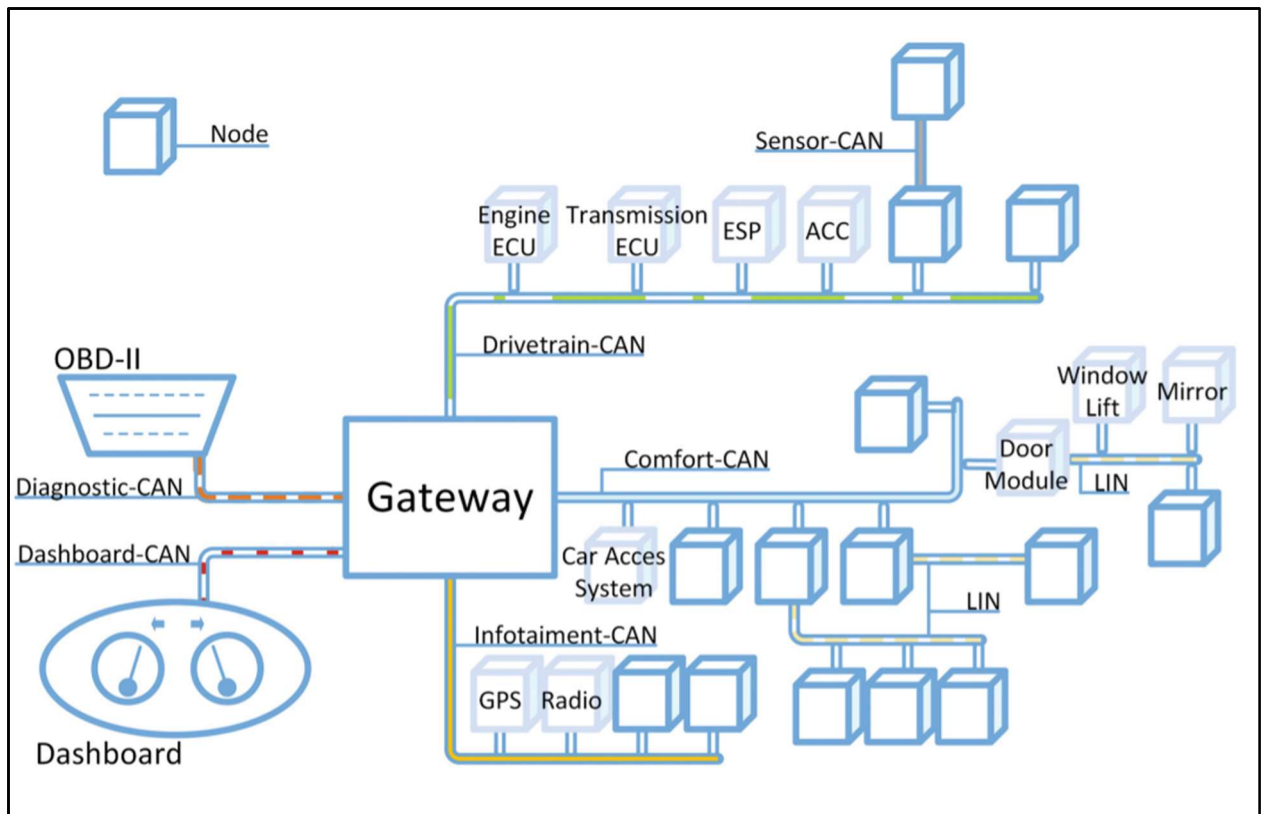 Node
Sensor-CAN
Engine
ECU
Transmission
ECU
ESP
ACC
Drivetrain-CAN
OBD-II
Window
Lift
Mirror
Door
Module
LIN
Comfort-CAN
Gateway
Diagnostic-CAN
Dashboard-CAN
Car Acces
System
LIN
Infotaiment-CAN
GPS
Radio
Dashboard